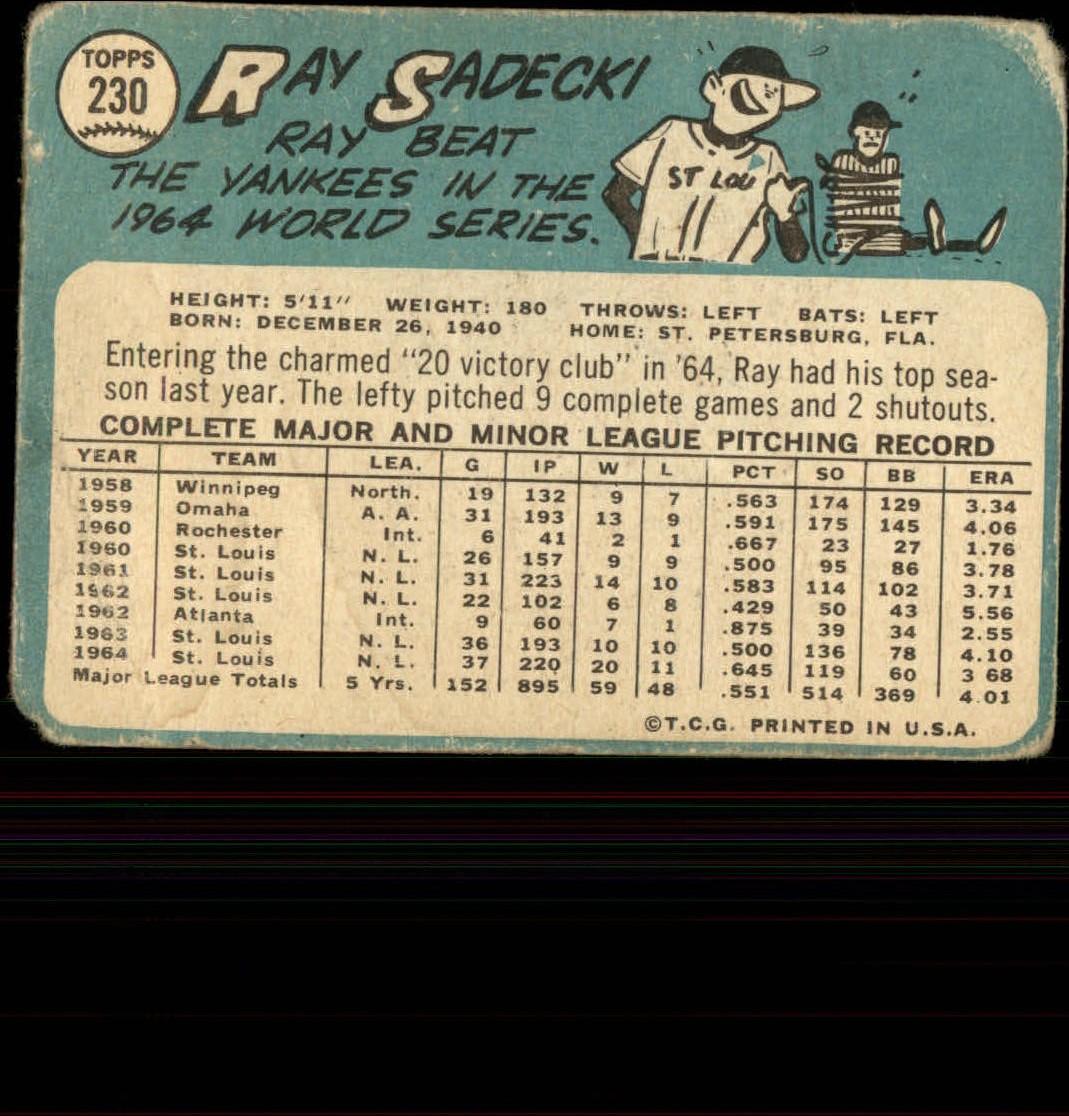 TOPPS
230
RAY SADECKI
RAY BEAT
THE YANKEES IN THE
1964 WORLD SERIES.
ST LOU
HEIGHT: 5'11" WEIGHT: 180 THROWS: LEFT BATS: LEFT
BORN: DECEMBER 26, 1940 HOME: ST. PETERSBURG, FLA.
Entering the charmed "20 victory club" in '64, Ray had his top sea-
son last year. The lefty pitched 9 complete games and 2 shutouts.
COMPLETE MAJOR AND MINOR LEAGUE PITCHING RECORD
YEAR TEAM LEA. G IP W L PCT SO BB ERA
1958 Winnipeg North. 19 132 9 7 .563 174 129 3.34
1959 Omaha A. A. 31 193 13 9 .591 175 145 4.06
1960 Rochester Int. 6 41 2 1 .667 23 27 1.76
1960 St. Louis N. L. 26 157 9 9 .500 95 86 3.78
1961 St. Louis N. L. 31 223 14 10 .583 114 102 3.71
1962 St. Louis N. L. 22 102 6 8 .429 50 43 5.56
1962 Atlanta Int. 9 60 7 1 .875 39 34 2.55
1963 St. Louis N. L. 36 193 10 10 .500 136 78 4.10
1964 St. Louis N. L. 37 220 20 11 .645 119 60 3 68
Major League Totals 5 Yrs. 152 895 59 48 .551 514 369 4.01
©T.C.G. PRINTED IN U.S.A.